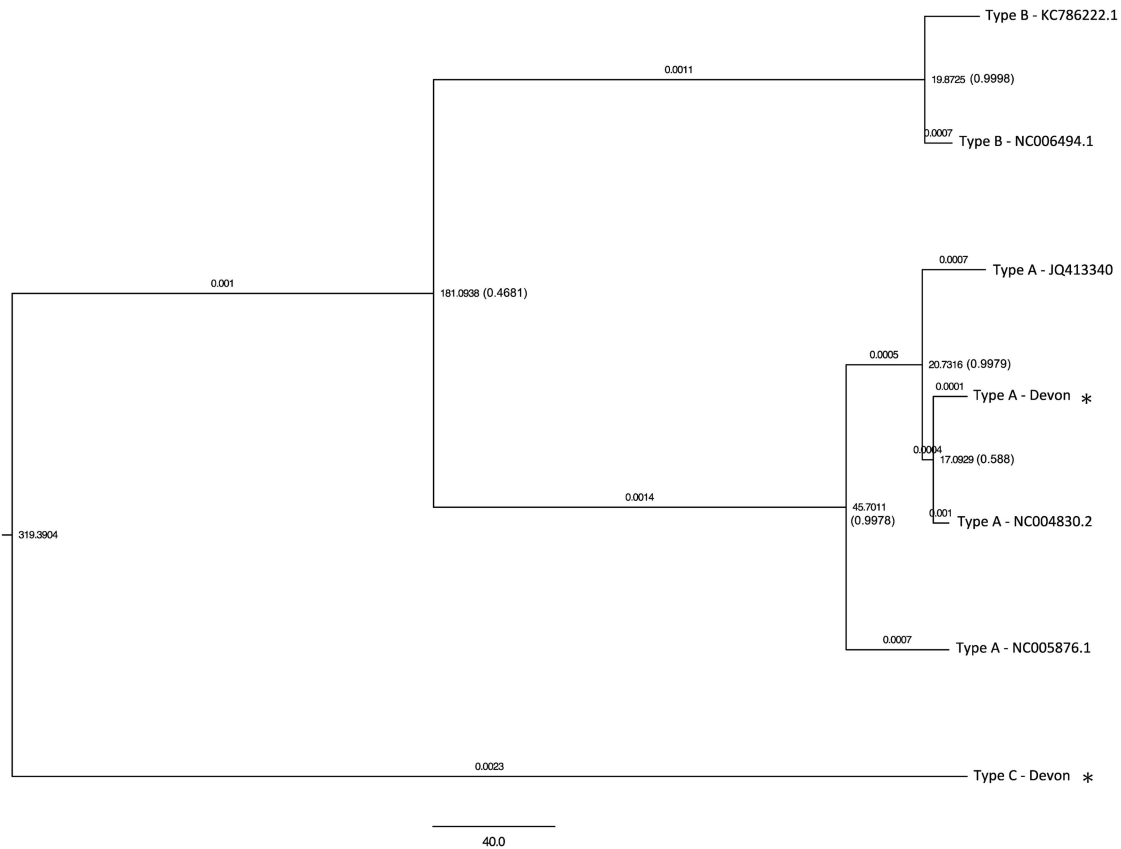 Type B - KC786222.1
0.0011
19.8725 (0.9998)
0.0007
Type B - NC006494.1
0.0007
Type A - JQ413340
0.001
181.0938 (0.4681)
0.0005
20.7316 (0.9979)
0.0001
Type A - Devon *
0.0004
17.0929 (0.588)
0.0014
45.7011
(0.9978)
0.001
Type A - NC004830.2
319.3904
0.0007
Type A - NC005876.1
0.0023
Type C - Devon *
40.0